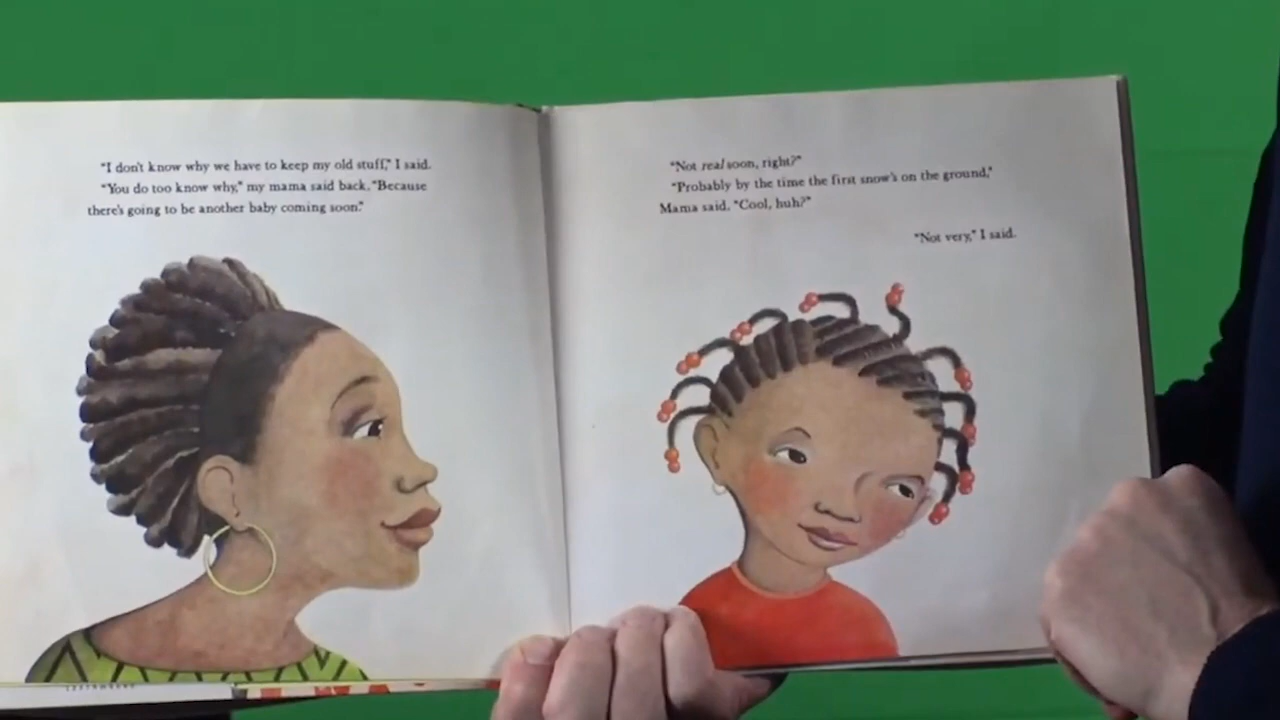 "I don't know why we have to keep my old stuff," I said.
"You do too know why," my mama said back. "Because
there's going to be another baby coming soon."
"Not real soon, right?"
"Probably by the time the first snow's on the ground,"
Mama said. "Cool, huh?"
"Not very," I said.